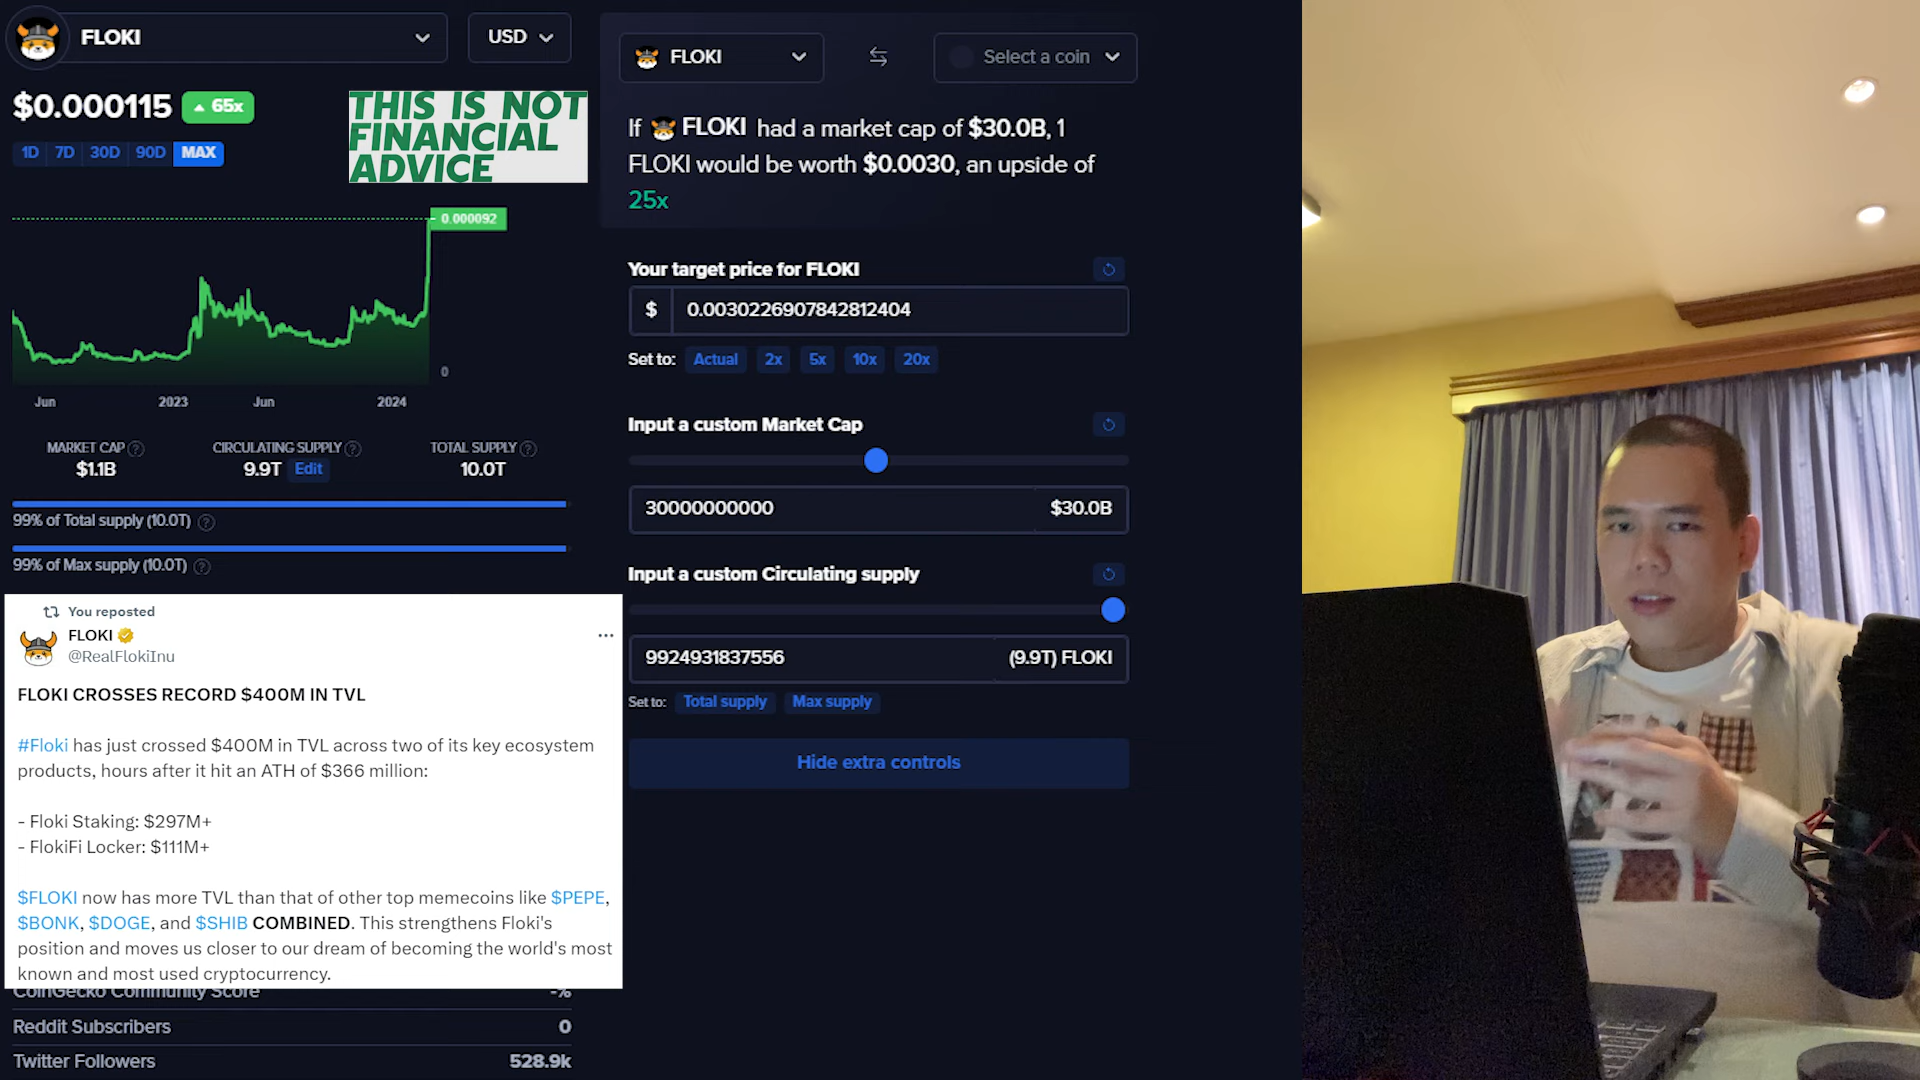 FLOKI
USD
$0.000115
65x
1D 7D 30D 90D MAX
THIS IS NOT
FINANCIAL
ADVICE
0.000092
0
Jun 2023 Jun 2024
MARKET CAP ? CIRCULATING SUPPLY ? TOTAL SUPPLY ?
$1.1B 9.9T Edit 10.0T
99% of Total supply (10.0T) ?
99% of Max supply (10.0T) ?
You reposted
FLOKI
@RealFlokiInu
FLOKI CROSSES RECORD $400M IN TVL
#Floki has just crossed $400M in TVL across two of its key ecosystem
products, hours after it hit an ATH of $366 million:
- Floki Staking: $297M+
- FlokiFi Locker: $111M+
$FLOKI now has more TVL than that of other top memecoins like $PEPE,
$BONK, $DOGE, and $SHIB COMBINED. This strengthens Floki's
position and moves us closer to our dream of becoming the world's most
known and most used cryptocurrency.
CoinGecko Community Score -%
Reddit Subscribers 0
Twitter Followers 528.9k
FLOKI
Select a coin
If FLOKI had a market cap of $30.0B, 1
FLOKI would be worth $0.0030, an upside of
25x
Your target price for FLOKI
$ 0.0030226907842812404
Set to: Actual 2x 5x 10x 20x
Input a custom Market Cap
30000000000 $30.0B
Input a custom Circulating supply
9924931837556 (9.9T) FLOKI
Set to: Total supply Max supply
Hide extra controls